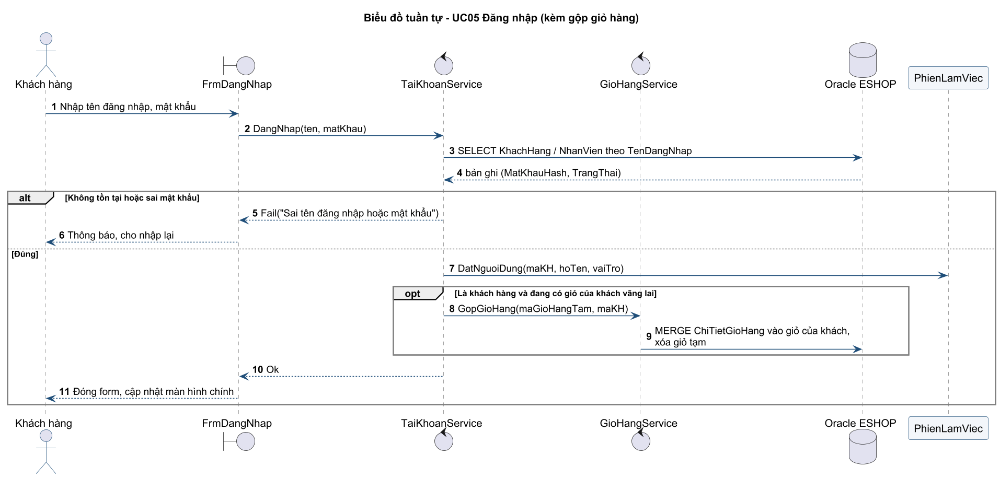 Biểu đồ tuần tự - UC05 Đăng nhập (kèm gộp giỏ hàng)
Khách hàng
FrmDangNhap
TaiKhoanService
GioHangService
Oracle ESHOP
PhienLamViec
1 Nhập tên đăng nhập, mật khẩu
2 DangNhap(ten, matKhau)
3 SELECT KhachHang / NhanVien theo TenDangNhap
4 bản ghi (MatKhauHash, TrangThai)
alt [Không tồn tại hoặc sai mật khẩu]
5 Fail("Sai tên đăng nhập hoặc mật khẩu")
6 Thông báo, cho nhập lại
[Đúng]
7 DatNguoiDung(maKH, hoTen, vaiTro)
opt [Là khách hàng và đang có giỏ của khách vãng lai]
8 GopGioHang(maGioHangTam, maKH)
9 MERGE ChiTietGioHang vào giỏ của khách,
xóa giỏ tạm
10 Ok
11 Đóng form, cập nhật màn hình chính
Khách hàng
FrmDangNhap
TaiKhoanService
GioHangService
Oracle ESHOP
PhienLamViec